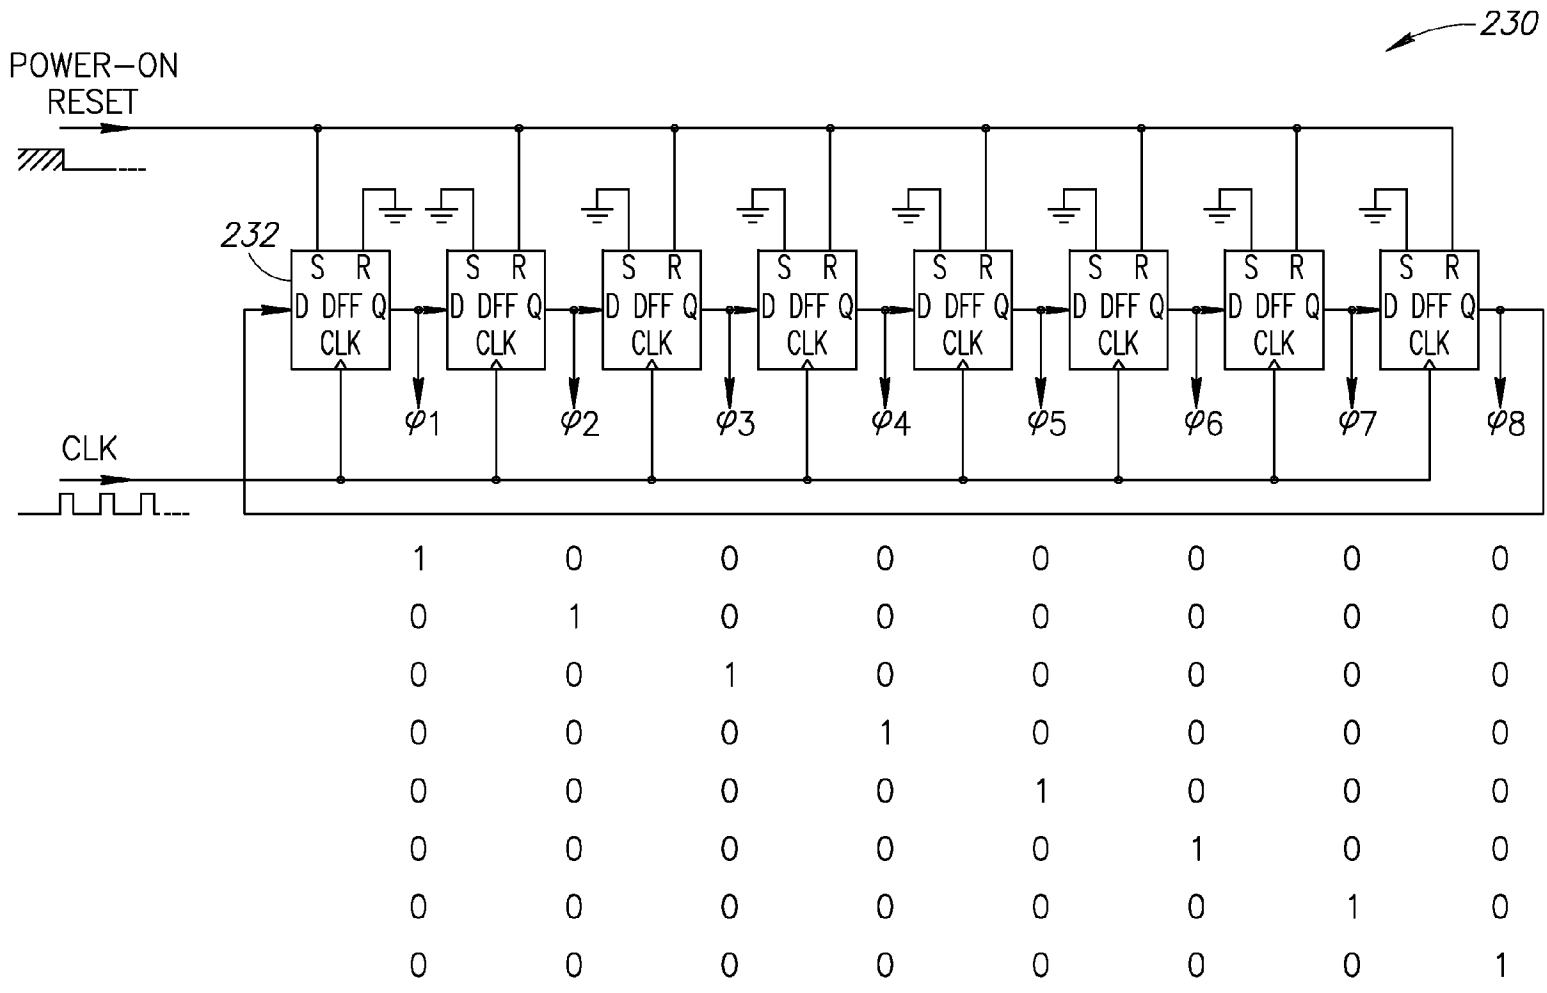 230
POWER-ON
RESET
232
S R S R S R S R S R S R S R S R
D DFF Q D DFF Q D DFF Q D DFF Q D DFF Q D DFF Q D DFF Q D DFF Q
CLK CLK CLK CLK CLK CLK CLK CLK
φ1 φ2 φ3 φ4 φ5 φ6 φ7 φ8
CLK
1 0 0 0 0 0 0 0
0 1 0 0 0 0 0 0
0 0 1 0 0 0 0 0
0 0 0 1 0 0 0 0
0 0 0 0 1 0 0 0
0 0 0 0 0 1 0 0
0 0 0 0 0 0 1 0
0 0 0 0 0 0 0 1